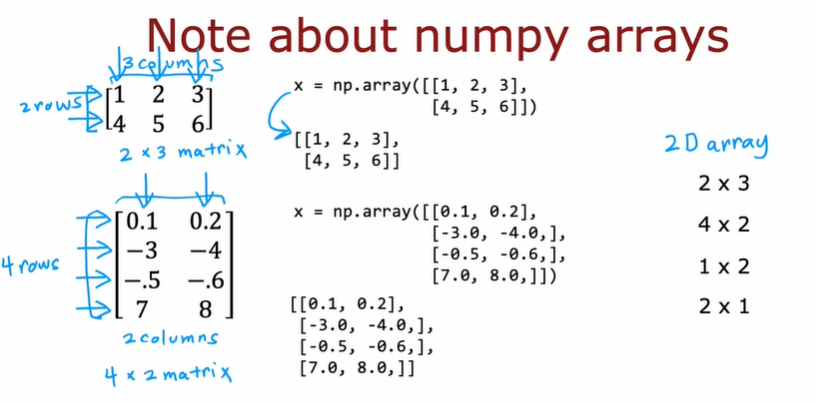 Note about numpy arrays
3 columns
2 rows
1 2 3
4 5 6
2 × 3 matrix
x = np.array([[1, 2, 3],
[4, 5, 6]])
[[1, 2, 3],
[4, 5, 6]]
4 rows
0.1 0.2
−3 −4
−.5 −.6
7 8
2 columns
4 × 2 matrix
x = np.array([[0.1, 0.2],
[-3.0, -4.0,],
[-0.5, -0.6,],
[7.0, 8.0,]])
[[0.1, 0.2],
[-3.0, -4.0,],
[-0.5, -0.6,],
[7.0, 8.0,]]
2D array
2 x 3
4 x 2
1 x 2
2 x 1